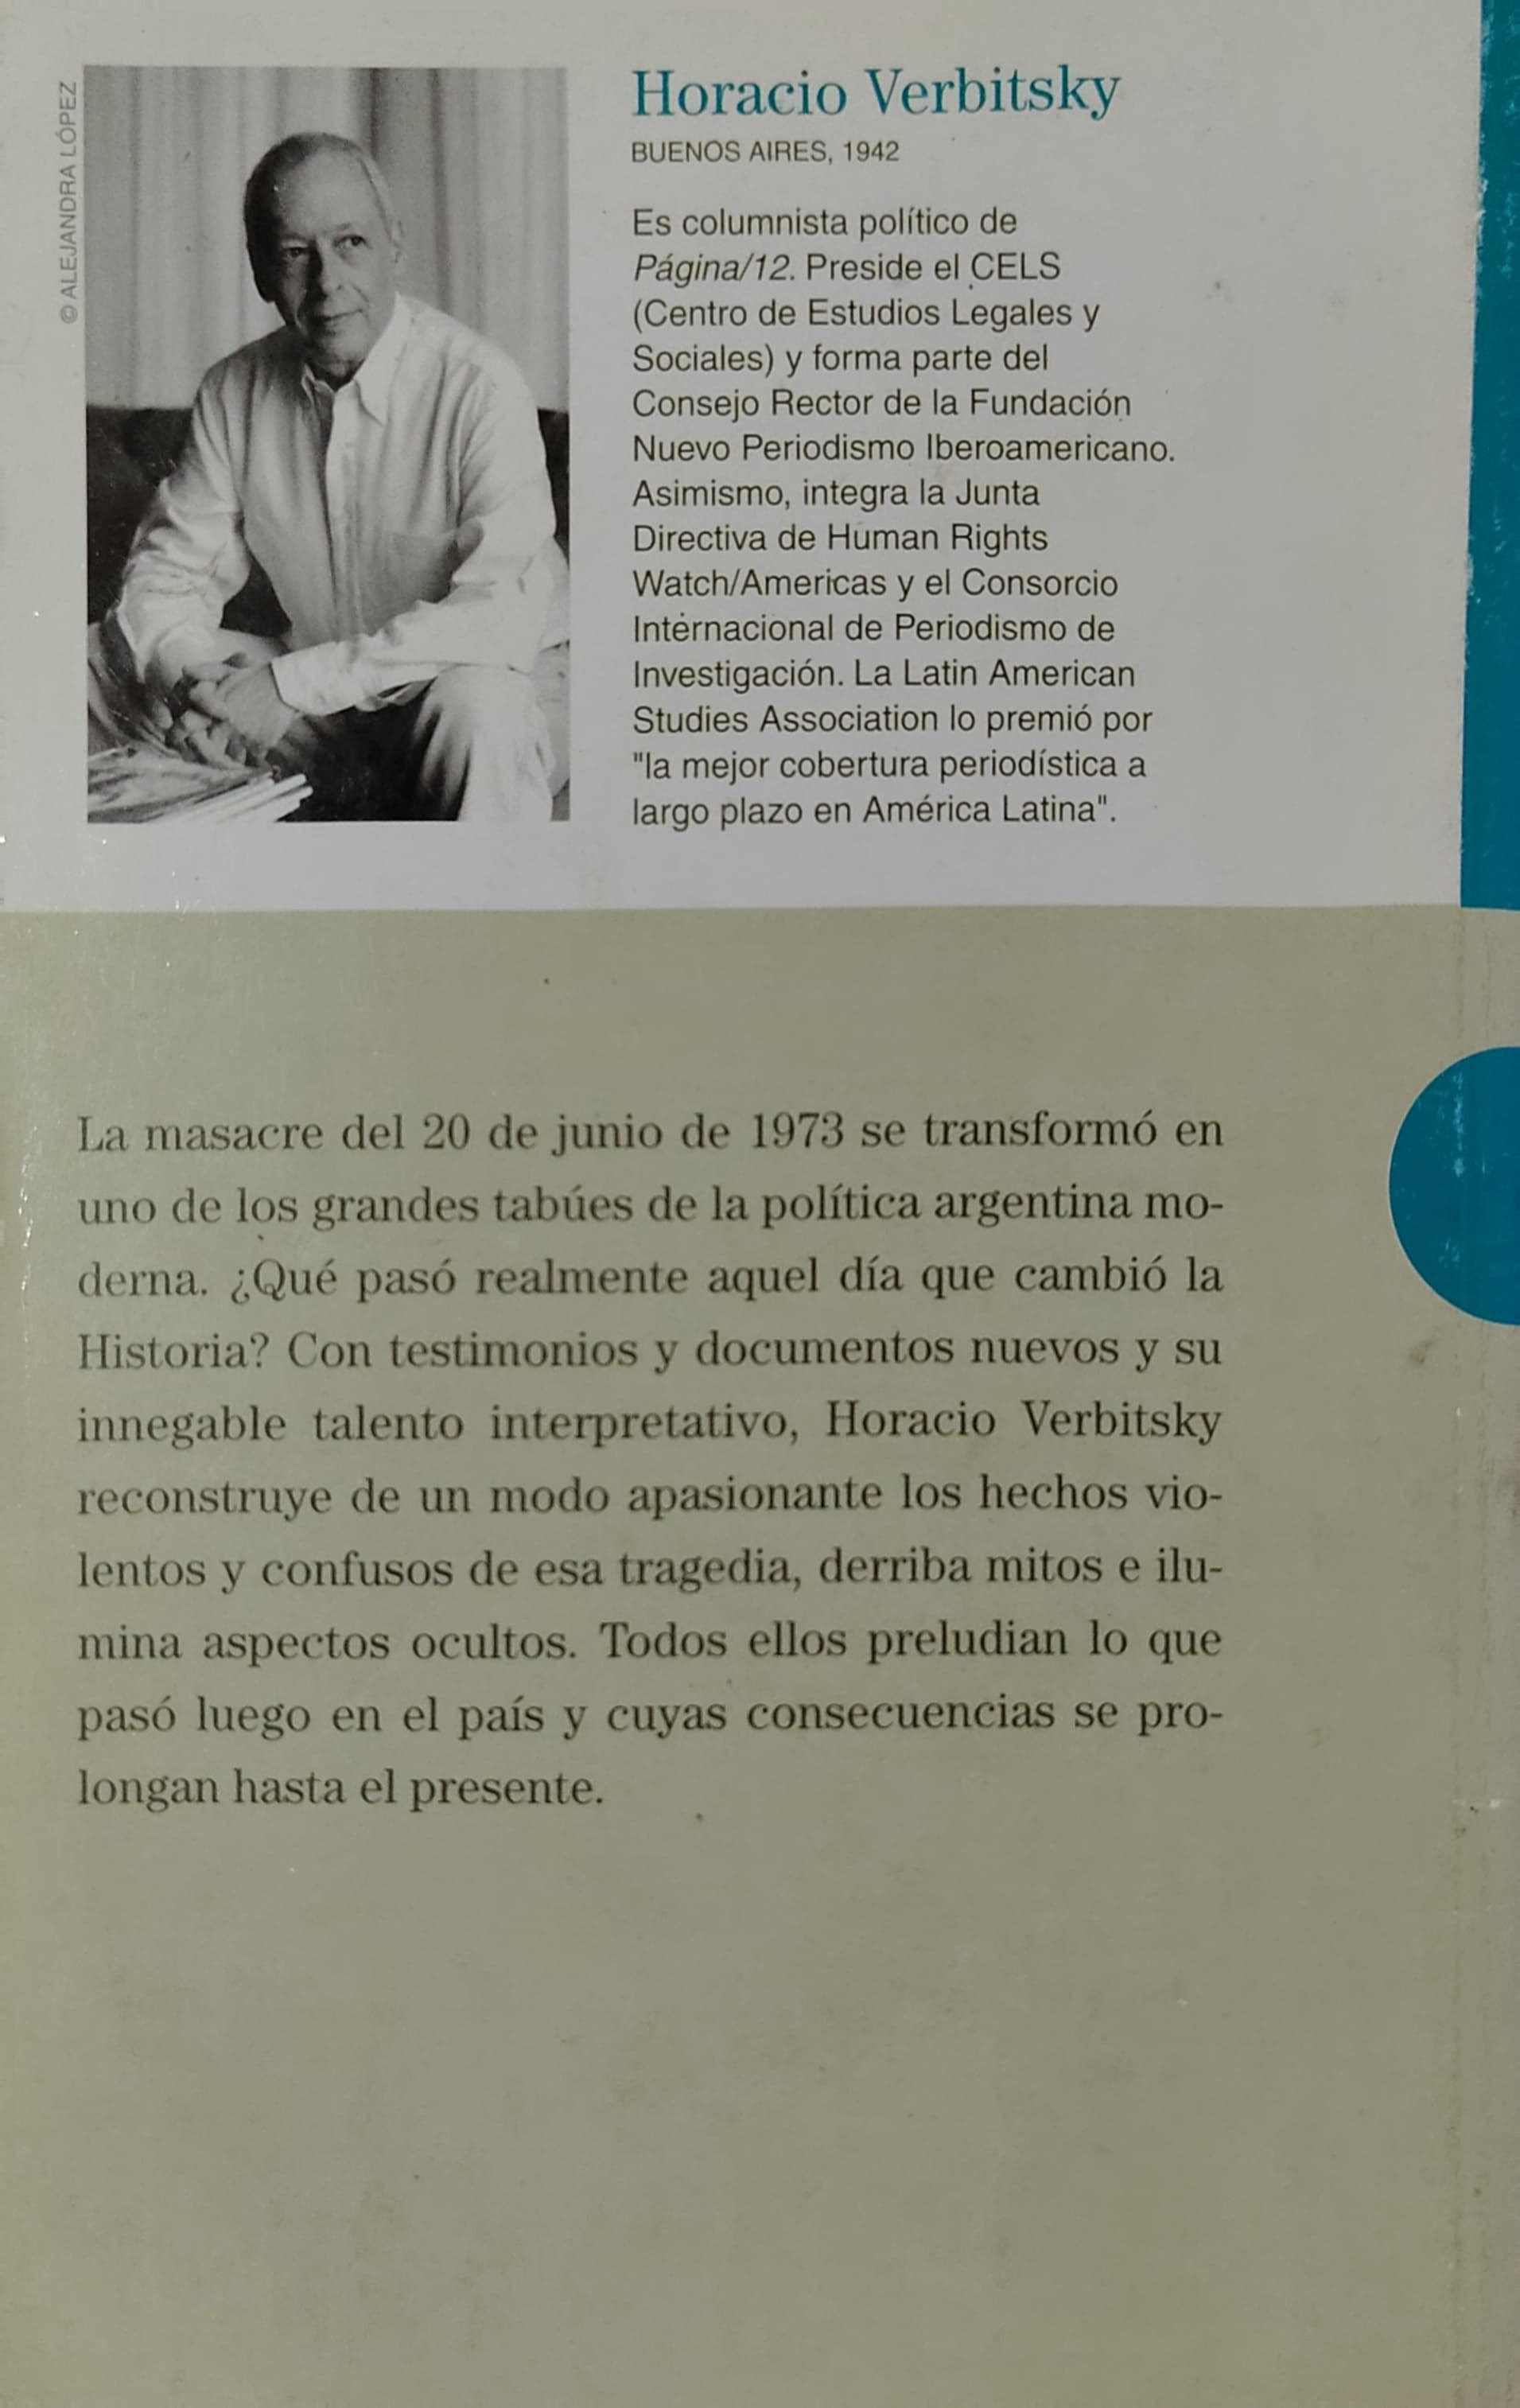 © ALEJANDRA LÓPEZ
Horacio Verbitsky
BUENOS AIRES, 1942
Es columnista político de
Página/12. Preside el CELS
(Centro de Estudios Legales y
Sociales) y forma parte del
Consejo Rector de la Fundación
Nuevo Periodismo Iberoamericano.
Asimismo, integra la Junta
Directiva de Human Rights
Watch/Americas y el Consorcio
Internacional de Periodismo de
Investigación. La Latin American
Studies Association lo premió por
"la mejor cobertura periodística a
largo plazo en América Latina".
La masacre del 20 de junio de 1973 se transformó en
uno de los grandes tabúes de la política argentina mo-
derna. ¿Qué pasó realmente aquel día que cambió la
Historia? Con testimonios y documentos nuevos y su
innegable talento interpretativo, Horacio Verbitsky
reconstruye de un modo apasionante los hechos vio-
lentos y confusos de esa tragedia, derriba mitos e ilu-
mina aspectos ocultos. Todos ellos preludian lo que
pasó luego en el país y cuyas consecuencias se pro-
longan hasta el presente.